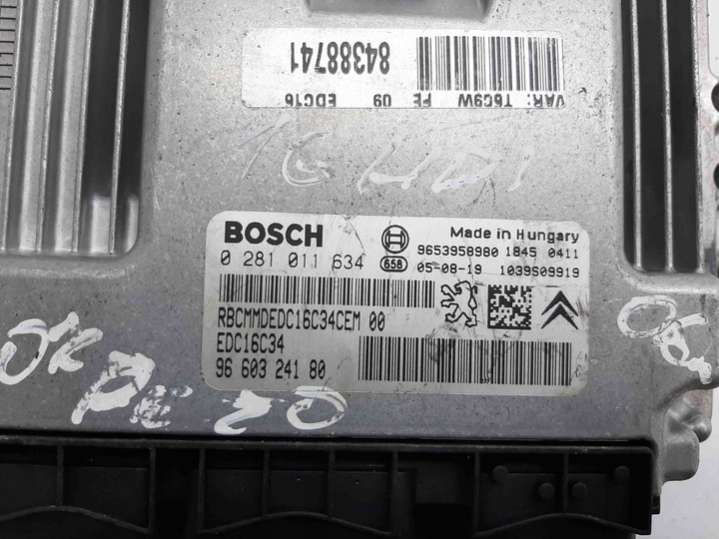 84388741
VAR: T6C9W FE 09 EDC16
BOSCH
Made in Hungary
9653958980 1845 0411
0 281 011 634
658
05-08-19 1039S09919
RBCMMDEDC16C34CEM 00
EDC16C34
96 603 241 80